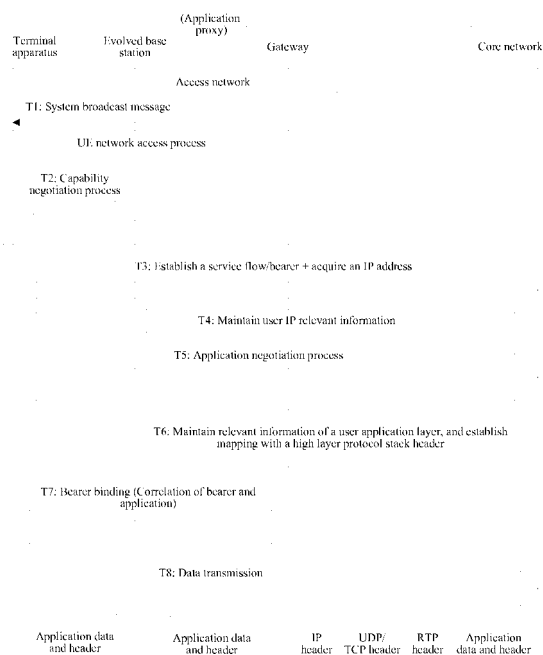 (Application
proxy)
Terminal
apparatus
Evolved base
station
Gateway
Core network
Access network
T1: System broadcast message
UE network access process
T2: Capability
negotiation process
T3: Establish a service flow/bearer + acquire an IP address
T4: Maintain user IP relevant information
T5: Application negotiation process
T6: Maintain relevant information of a user application layer, and establish
mapping with a high layer protocol stack header
T7: Bearer binding (Correlation of bearer and
application)
T8: Data transmission
Application data
and header
Application data
and header
IP
header
UDP/
TCP header
RTP
header
Application
data and header